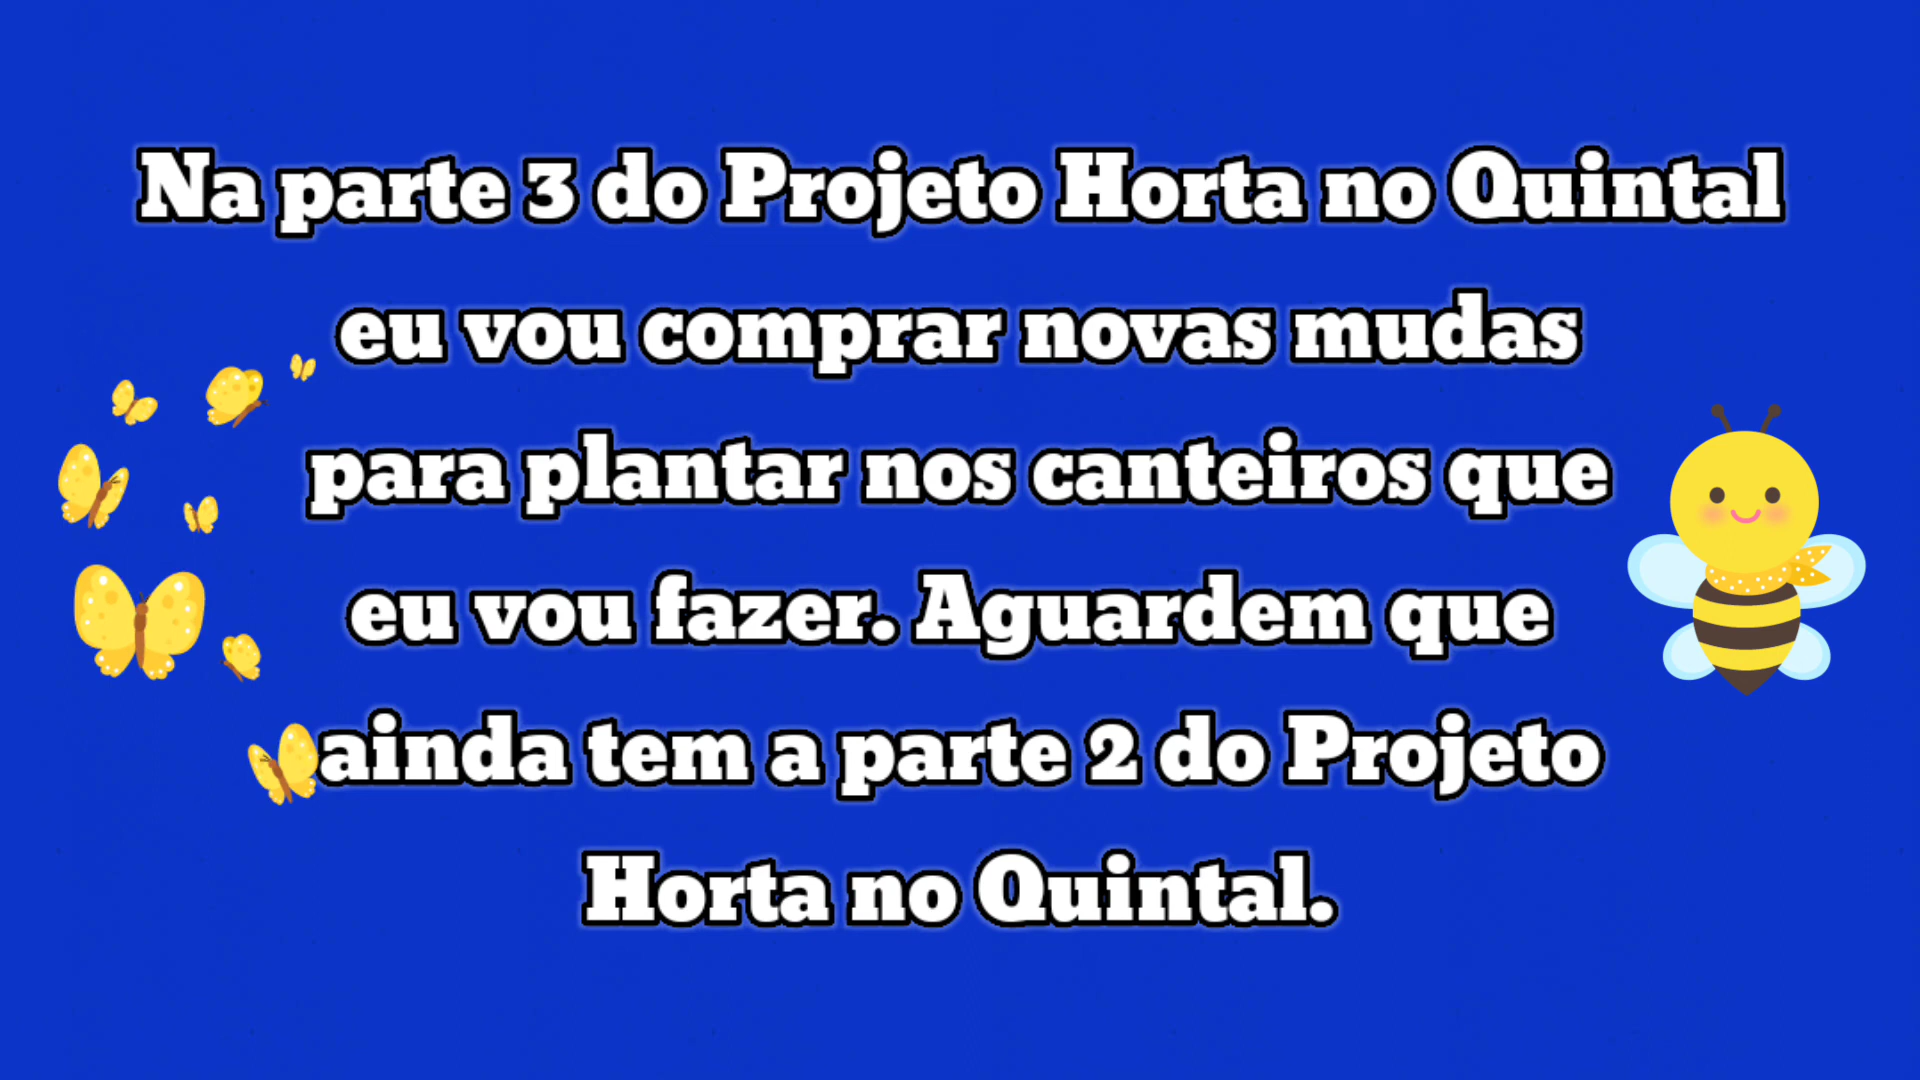 Na parte 3 do Projeto Horta no Quintal
eu vou comprar novas mudas
para plantar nos canteiros que
eu vou fazer. Aguardem que
ainda tem a parte 2 do Projeto
Horta no Quintal.